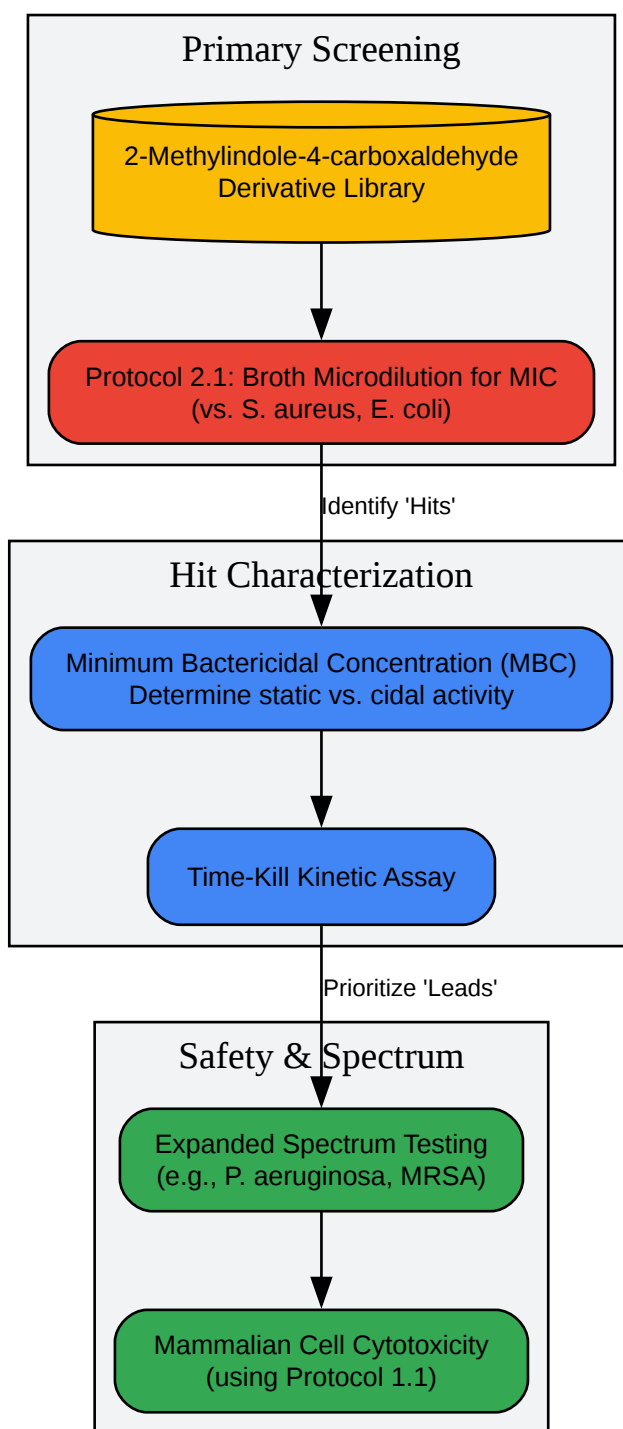 Primary Screening
2-Methylindole-4-carboxaldehyde
Derivative Library
Protocol 2.1: Broth Microdilution for MIC
(vs. S. aureus, E. coli)
Identify 'Hits'
Hit Characterization
Minimum Bactericidal Concentration (MBC)
Determine static vs. cidal activity
Time-Kill Kinetic Assay
Prioritize 'Leads'
Safety & Spectrum
Expanded Spectrum Testing
(e.g., P. aeruginosa, MRSA)
Mammalian Cell Cytotoxicity
(using Protocol 1.1)